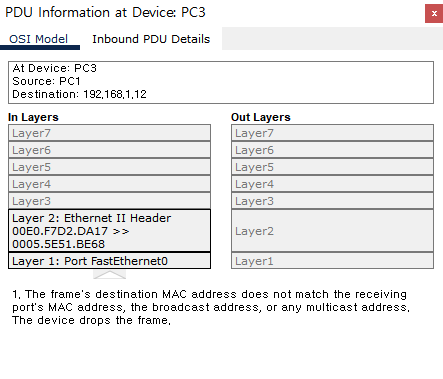 PDU Information at Device: PC3
x
OSI Model
Inbound PDU Details
At Device: PC3
Source: PC1
Destination: 192.168.1.12
In Layers
Out Layers
Layer7
Layer7
Layer6
Layer6
Layer5
Layer5
Layer4
Layer4
Layer3
Layer3
Layer 2: Ethernet II Header
00E0.F7D2.DA17 >>
0005.5E51.BE68
Layer2
Layer 1: Port FastEthernet0
Layer1
1. The frame's destination MAC address does not match the receiving
port's MAC address, the broadcast address, or any multicast address.
The device drops the frame.